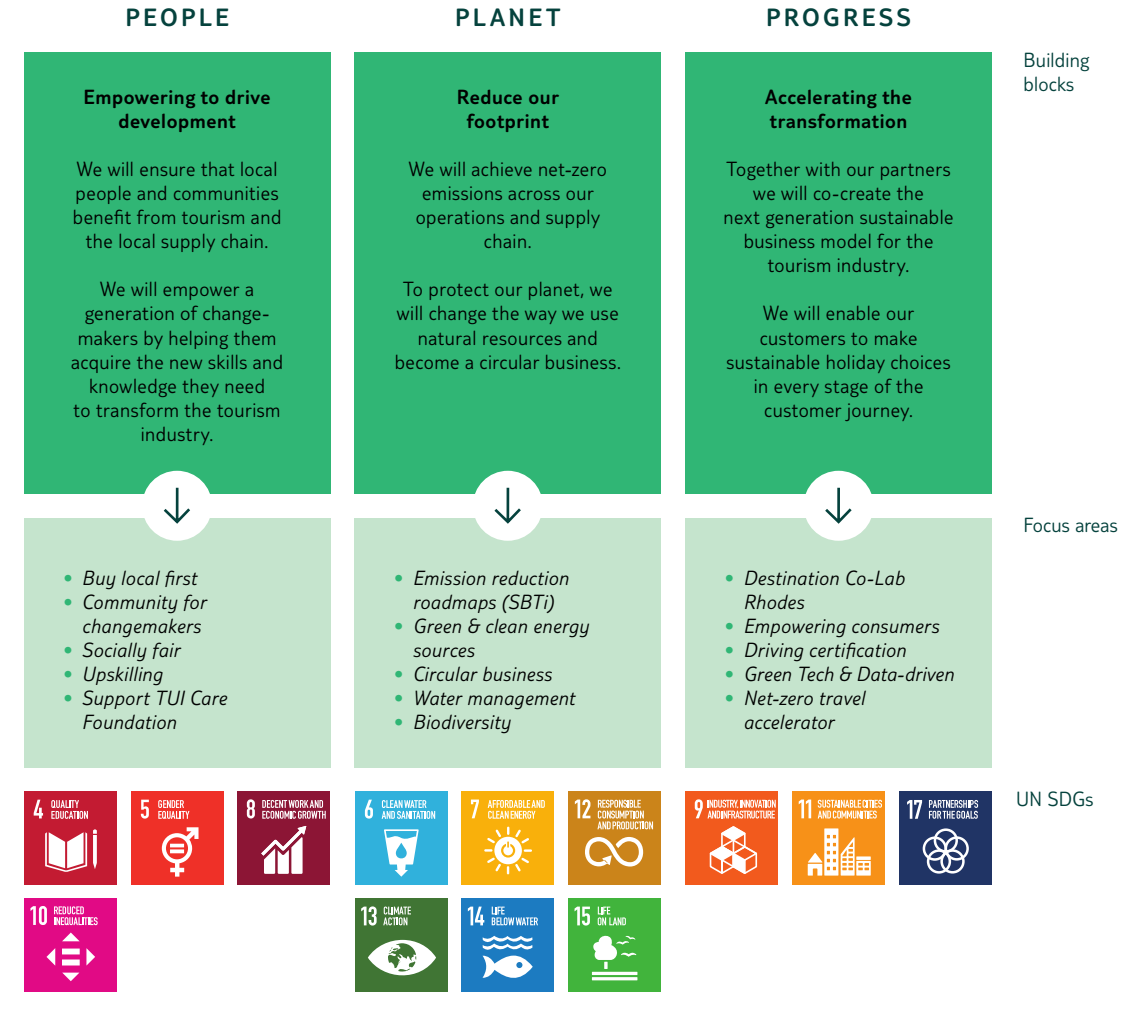 PEOPLE
PLANET
PROGRESS
Building
blocks
Empowering to drive
development
We will ensure that local
people and communities
benefit from tourism and
the local supply chain.
We will empower a
generation of change-
makers by helping them
acquire the new skills and
knowledge they need
to transform the tourism
industry.
Reduce our
footprint
We will achieve net-zero
emissions across our
operations and supply
chain.
To protect our planet, we
will change the way we use
natural resources and
become a circular business.
Accelerating the
transformation
Together with our partners
we will co-create the
next generation sustainable
business model for the
tourism industry.
We will enable our
customers to make
sustainable holiday choices
in every stage of the
customer journey.
Focus areas
• Buy local first
• Community for
changemakers
• Socially fair
• Upskilling
• Support TUI Care
Foundation
• Emission reduction
roadmaps (SBTi)
• Green & clean energy
sources
• Circular business
• Water management
• Biodiversity
• Destination Co-Lab
Rhodes
• Empowering consumers
• Driving certification
• Green Tech & Data-driven
• Net-zero travel
accelerator
UN SDGs
4 QUALITY
EDUCATION
5 GENDER
EQUALITY
8 DECENT WORK AND
ECONOMIC GROWTH
10 REDUCED
INEQUALITIES
6 CLEAN WATER
AND SANITATION
7 AFFORDABLE AND
CLEAN ENERGY
12 RESPONSIBLE
CONSUMPTION
AND PRODUCTION
13 CLIMATE
ACTION
14 LIFE
BELOW WATER
15 LIFE
ON LAND
9 INDUSTRY, INNOVATION
AND INFRASTRUCTURE
11 SUSTAINABLE CITIES
AND COMMUNITIES
17 PARTNERSHIPS
FOR THE GOALS